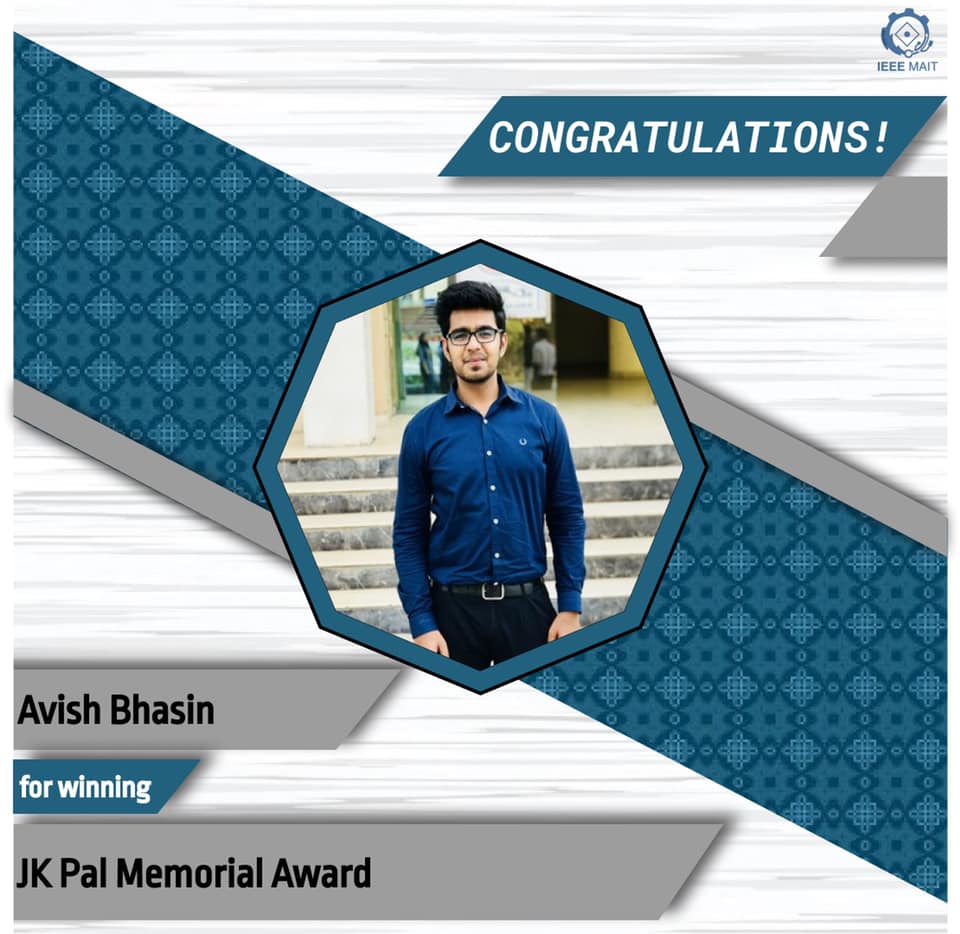 IEEE MAIT
CONGRATULATIONS!
Avish Bhasin
for winning
JK Pal Memorial Award